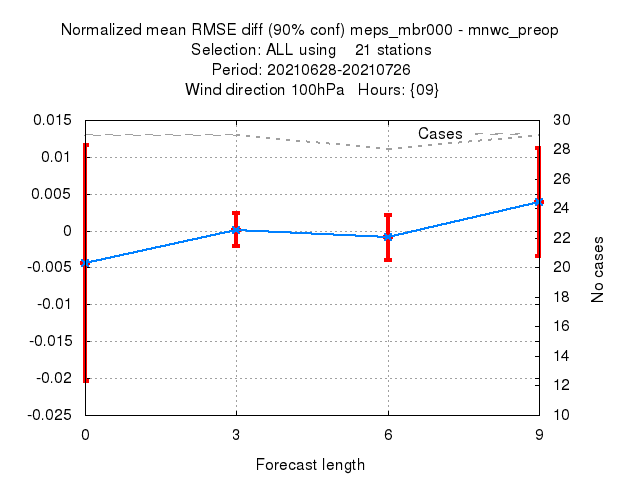 Normalized mean RMSE diff (90% conf) meps_mbr000 - mnwc_preop
Selection: ALL using    21 stations
Period: 20210628-20210726
Wind direction 100hPa   Hours: {09}
0.015
0.01
0.005
0
-0.005
-0.01
-0.015
-0.02
-0.025
Cases
30
28
26
24
22
20
18
16
14
12
10
No cases
0 3 6 9
Forecast length